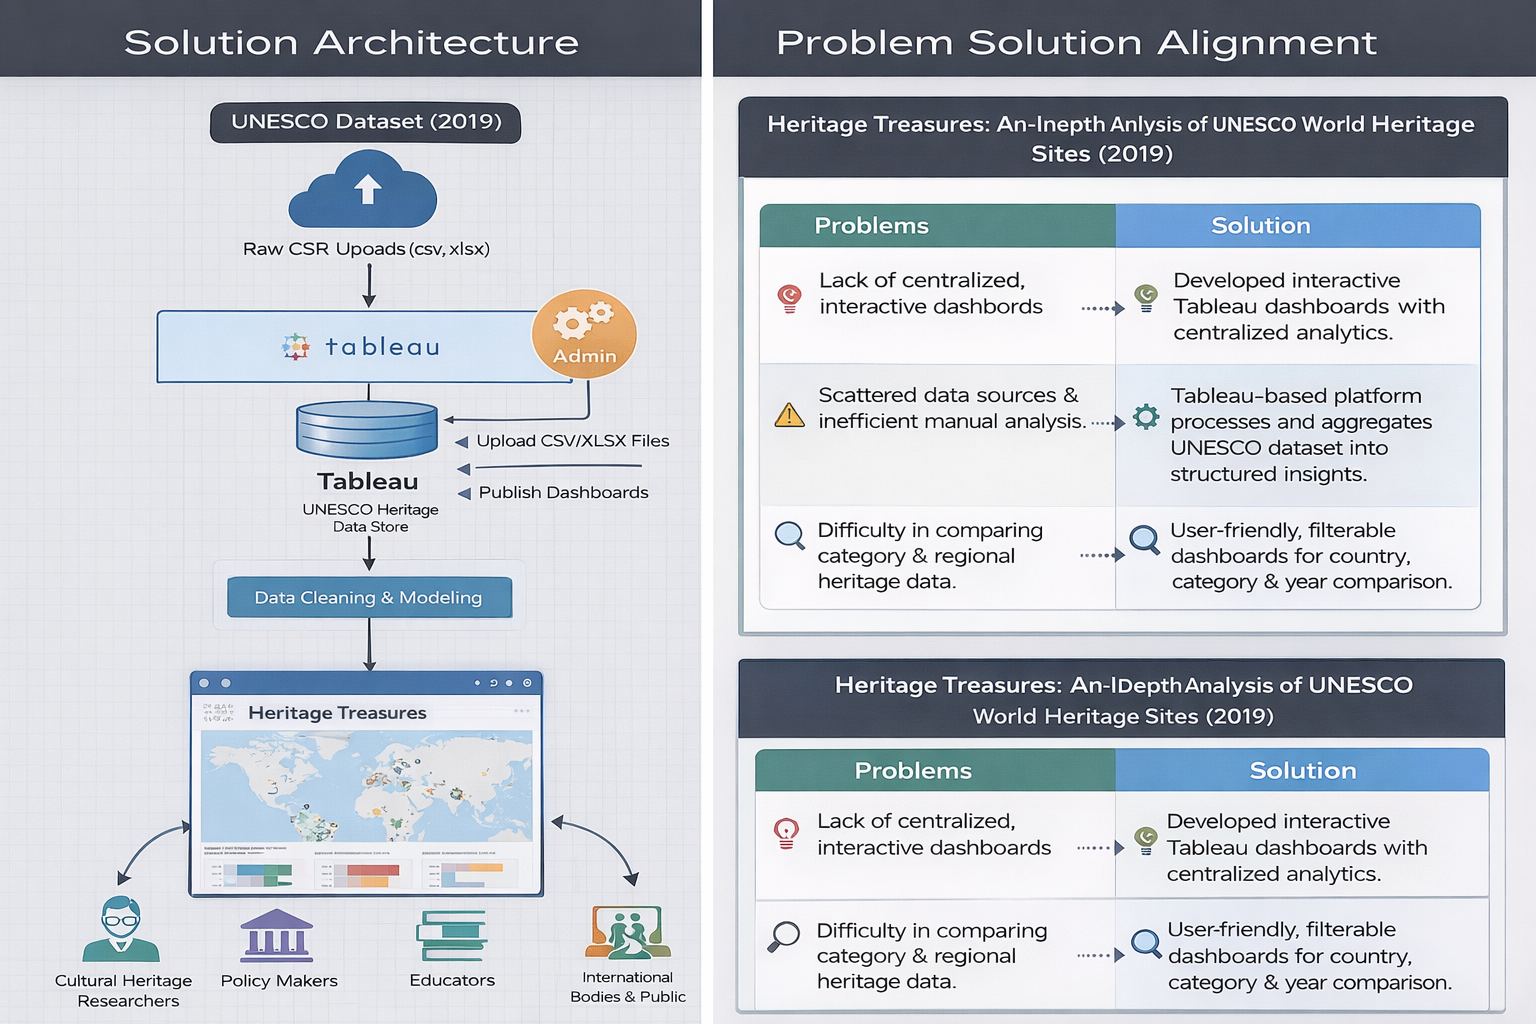 Solution Architecture
UNESCO Dataset (2019)
Raw CSR Upoads (csv, xlsx)
tableau
Admin
Upload CSV/XLSX Files
Publish Dashboards
Tableau
UNESCO Heritage
Data Store
Data Cleaning & Modeling
Heritage Treasures
Cultural Heritage
Researchers
Policy Makers
Educators
International
Bodies & Public
Problem Solution Alignment
Heritage Treasures: An-Inepth Anlysis of UNESCO World Heritage
Sites (2019)
Problems
Solution
Lack of centralized,
interactive dashbords
Developed interactive
Tableau dashboards with
centralized analytics.
Scattered data sources &
inefficient manual analysis.
Tableau-based platform
processes and aggregates
UNESCO dataset into
structured insignts.
Difficulty in comparing
category & regional
heritage data.
User-friendly, filterable
dashboards for country,
category & year comparison.
Heritage Treasures: An-IDepth Analysis of UNESCO
World Heritage Sites (2019)
Problems
Solution
Lack of centralized,
interactive dashboards
Developed interactive
Tableau dashboards with
centralized analytics.
Difficulty in comparing
category & regional
heritage data.
User-friendly, filterable
dashboards for country,
category & year comparison.